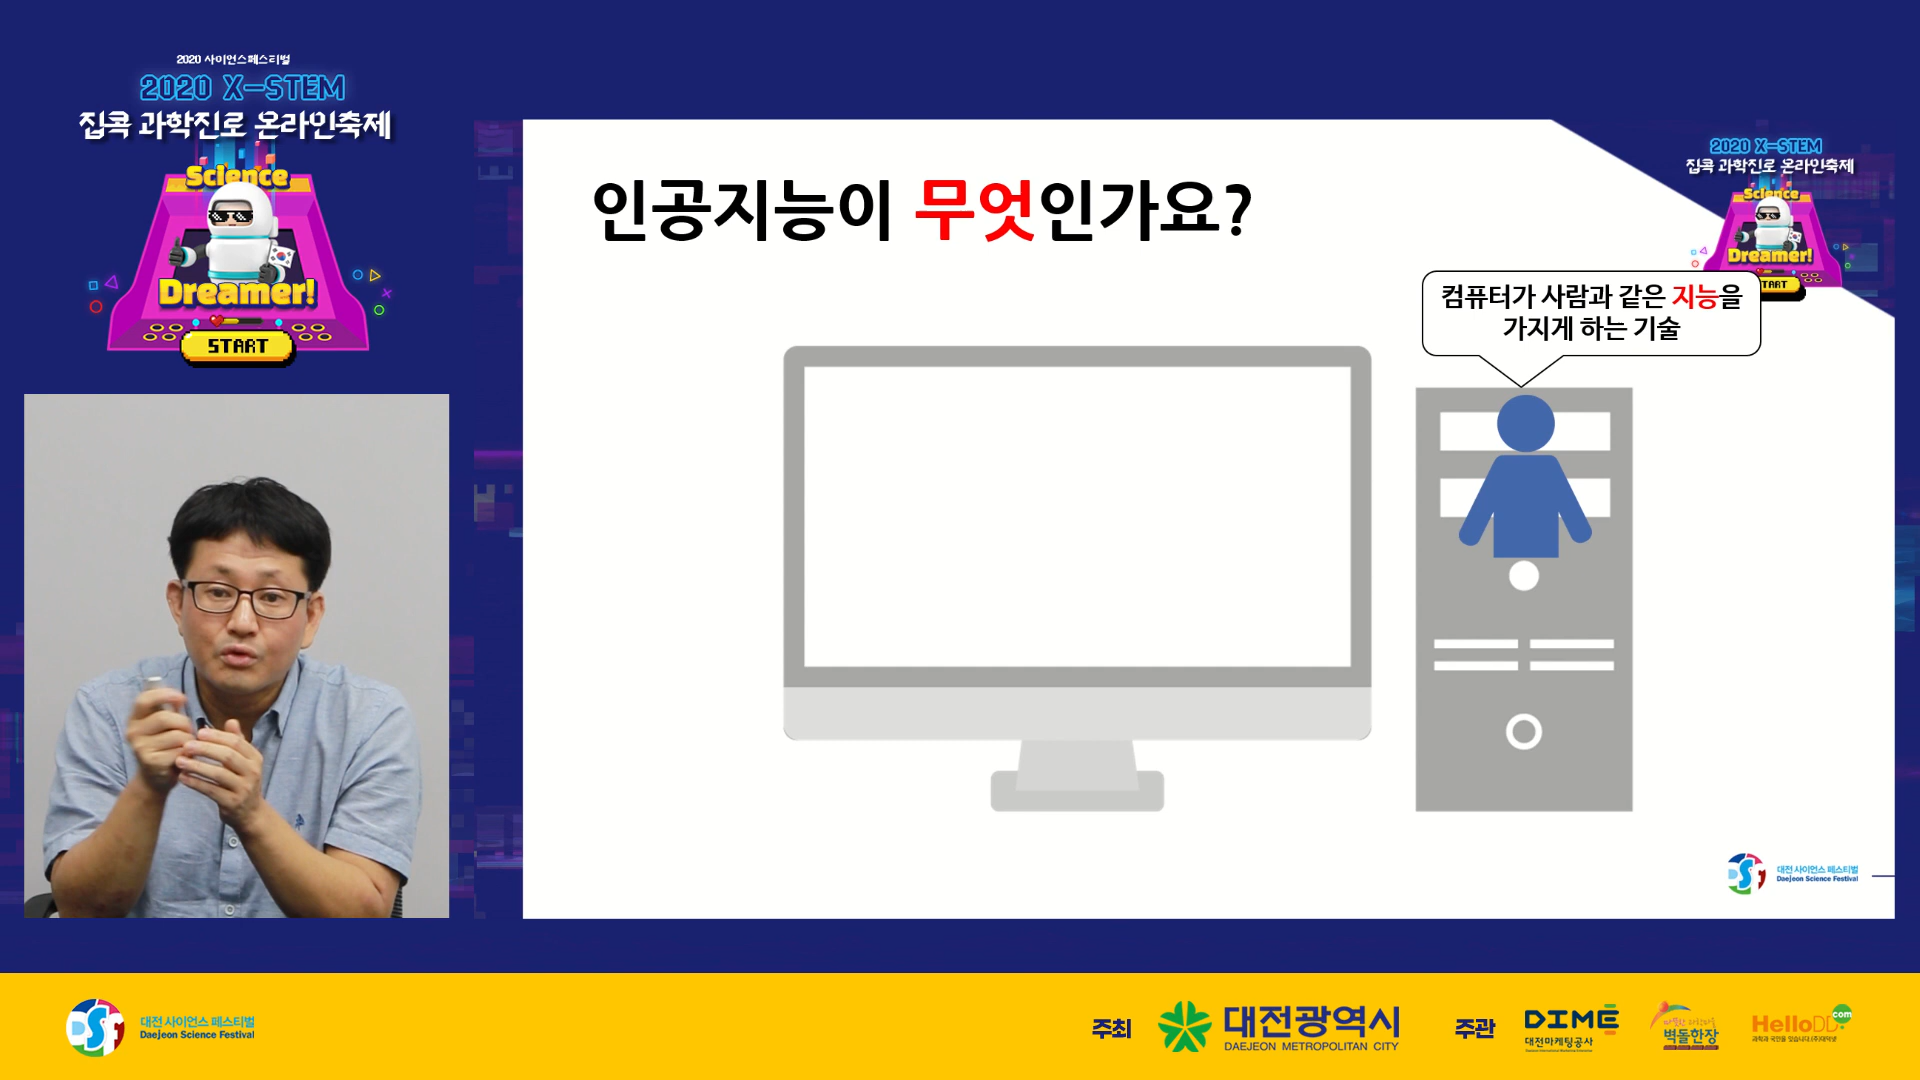 2020 사이언스페스티벌
2020 X-STEM
집콕 과학진로 온라인축제
Science
Dreamer!
START
인공지능이 무엇인가요?
2020 X-STEM
집콕 과학진로 온라인축제
Science
Dreamer!
START
컴퓨터가 사람과 같은 지능을
가지게 하는 기술
DSF
대전 사이언스 페스티벌
Daejeon Science Festival
DSF
대전 사이언스 페스티벌
Daejeon Science Festival
주최
대전광역시
DAEJEON METROPOLITAN CITY
주관
DIME
대전마케팅공사
벽돌한장
HelloDD.com